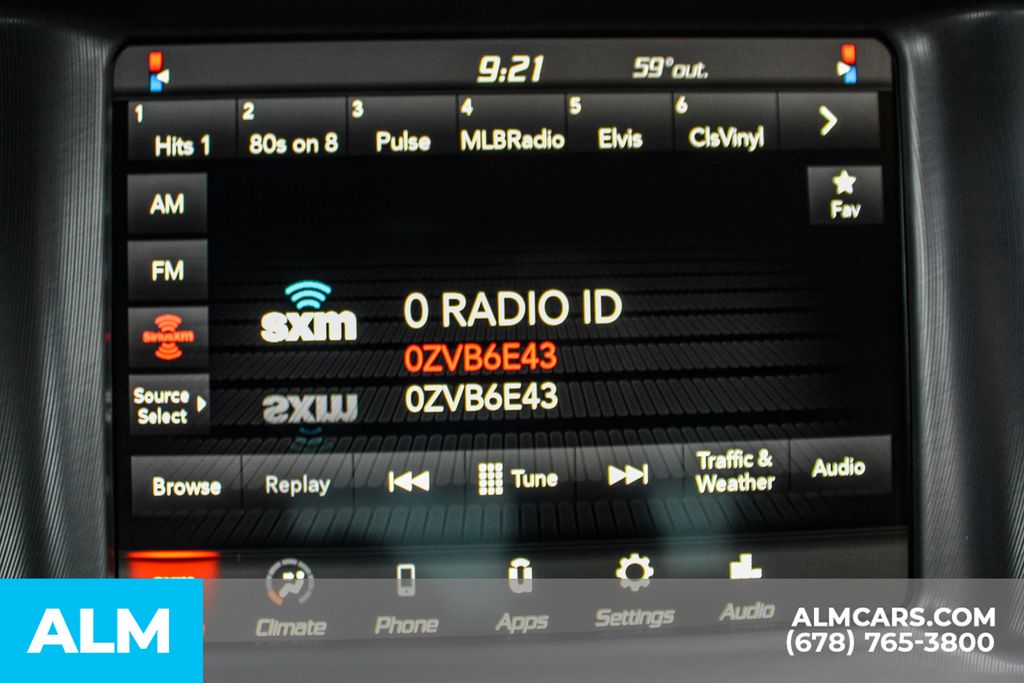 9:21
59° out.
1 2 3 4 5 6
Hits 1 80s on 8 Pulse MLBRadio Elvis ClsVinyl
AM
Fav
FM
sxm
0 RADIO ID
SiriusXM
0ZVB6E43
Source
Select
0ZVB6E43
Browse Replay Tune Traffic &
Weather
Audio
Climate Phone Apps Settings Audio
ALM
ALMCARS.COM
(678) 765-3800